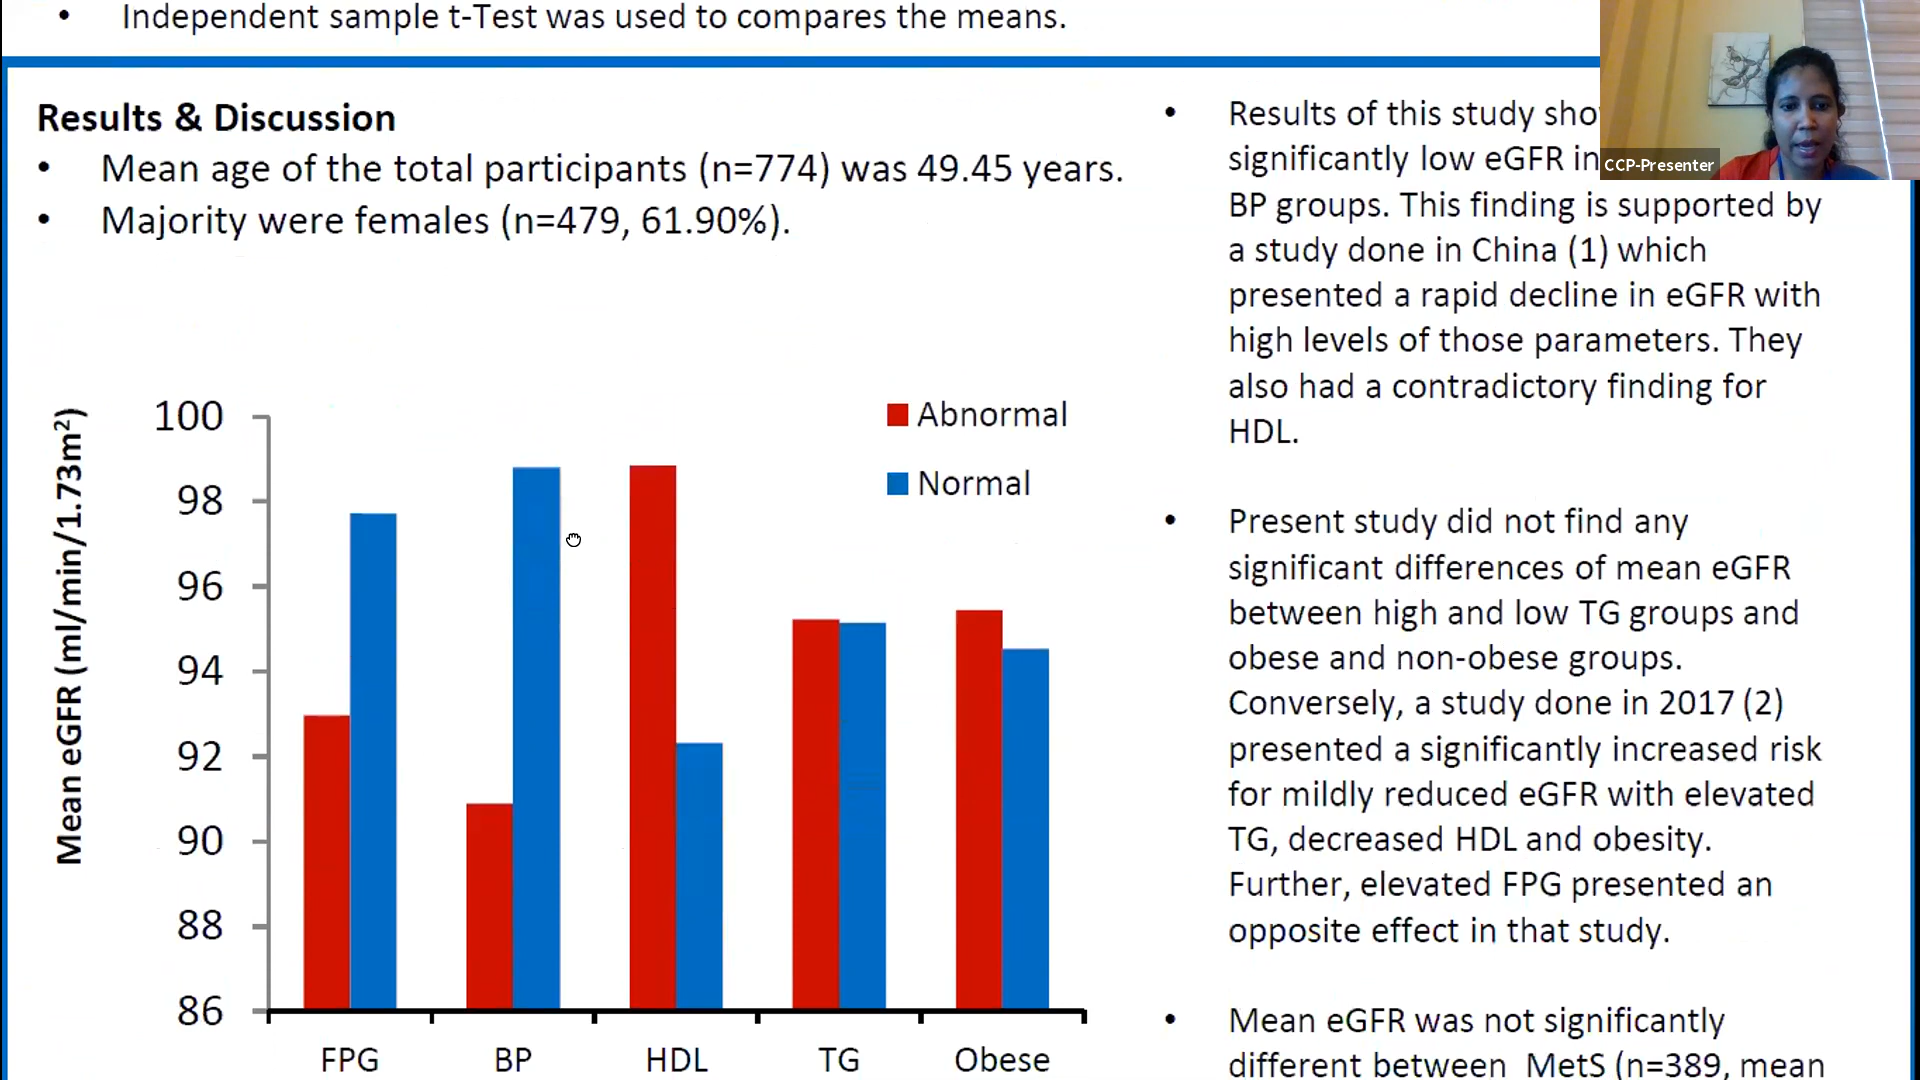 • Independent sample t-Test was used to compares the means.
Results & Discussion
• Mean age of the total participants (n=774) was 49.45 years.
• Majority were females (n=479, 61.90%).
Mean eGFR (ml/min/1.73m²)
100
98
96
94
92
90
88
86
Abnormal
Normal
FPG
BP
HDL
TG
Obese
• Results of this study
significantly low eGFR in
BP groups. This finding is supported by
a study done in China (1) which
presented a rapid decline in eGFR with
high levels of those parameters. They
also had a contradictory finding for
HDL.
• Present study did not find any
significant differences of mean eGFR
between high and low TG groups and
obese and non-obese groups.
Conversely, a study done in 2017 (2)
presented a significantly increased risk
for mildly reduced eGFR with elevated
TG, decreased HDL and obesity.
Further, elevated FPG presented an
opposite effect in that study.
• Mean eGFR was not significantly
different between MetS (n=389, mean
CCP-Presenter